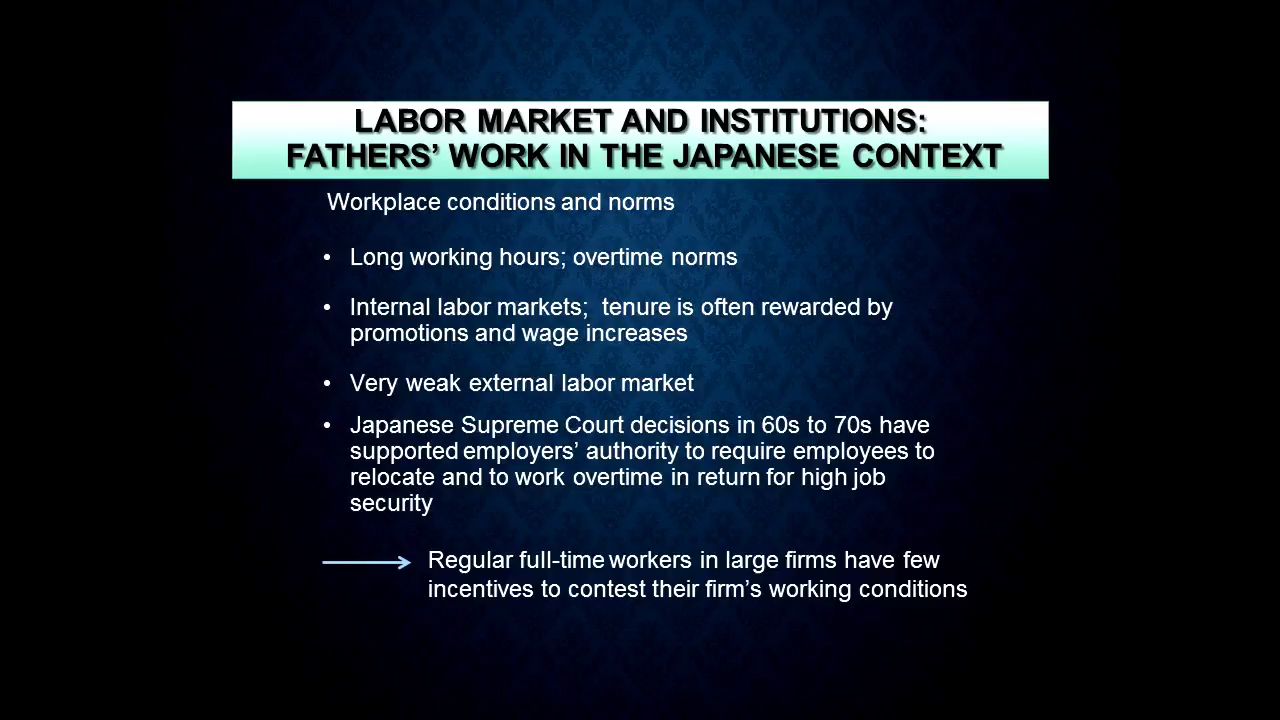 LABOR MARKET AND INSTITUTIONS:
FATHERS’ WORK IN THE JAPANESE CONTEXT
Workplace conditions and norms
• Long working hours; overtime norms
• Internal labor markets;  tenure is often rewarded by
promotions and wage increases
• Very weak external labor market
• Japanese Supreme Court decisions in 60s to 70s have
supported employers’ authority to require employees to
relocate and to work overtime in return for high job
security
Regular full-time workers in large firms have few
incentives to contest their firm’s working conditions